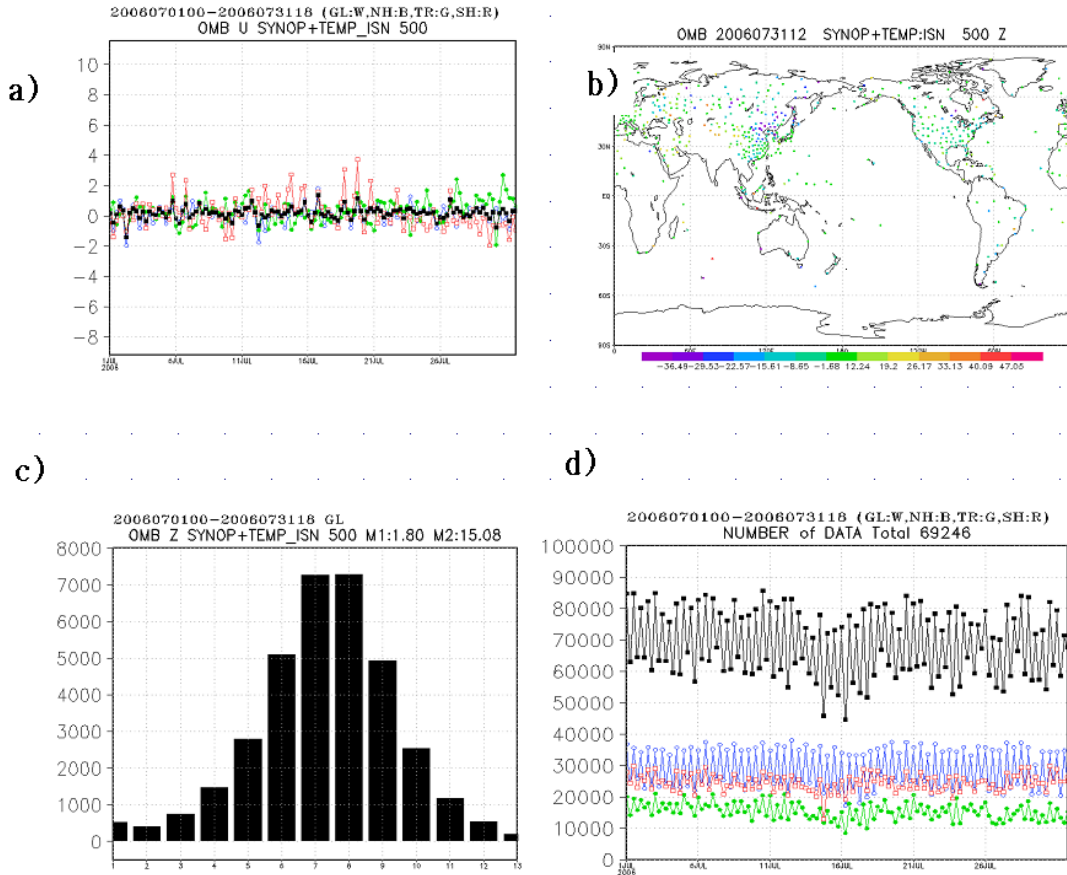 a)
2006070100-2006073118 (GL:W,NH:B,TR:G,SH:R)
OMB U SYNOP+TEMP_ISN 500
10
8
6
4
2
0
-2
-4
-6
-8
1JUL 6JUL 11JUL 16JUL 21JUL 26JUL
2006
b)
OMB 2006073112 SYNOP+TEMP:ISN 500 Z
90N
30N
EQ
30S
60S
90S
0 60E 120E 180 60W
-36.49 -29.53 -22.57 -15.61 -8.65 -1.68 12.24 19.2 26.17 33.13 40.09 47.05
c)
2006070100-2006073118 GL
OMB Z SYNOP+TEMP_ISN 500 M1:1.80 M2:15.08
8000
7000
6000
5000
4000
3000
2000
1000
0
1 2 3 4 5 6 7 8 9 10 11 12 13
d)
2006070100-2006073118 (GL:W,NH:B,TR:G,SH:R)
NUMBER of DATA Total 69246
100000
90000
80000
70000
60000
50000
40000
30000
20000
10000
0
1JUL 6JUL 11JUL 16JUL 21JUL 26JUL
2006